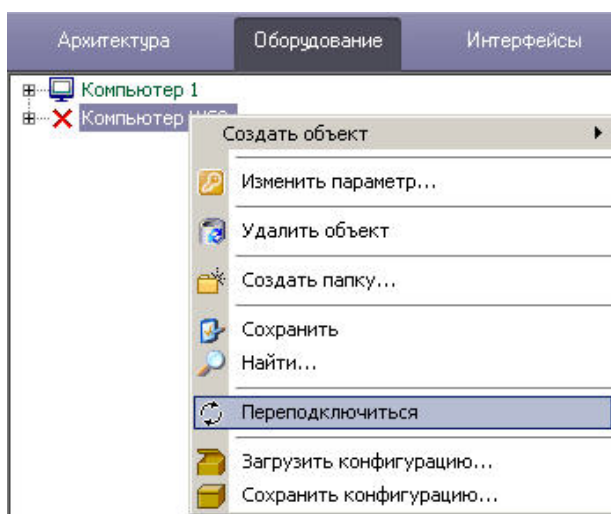 Архитектура Оборудование Интерфейсы
Компьютер 1
Компьютер
Создать объект
Изменить параметр...
Удалить объект
Создать папку...
Сохранить
Найти...
Переподключиться
Загрузить конфигурацию...
Сохранить конфигурацию...